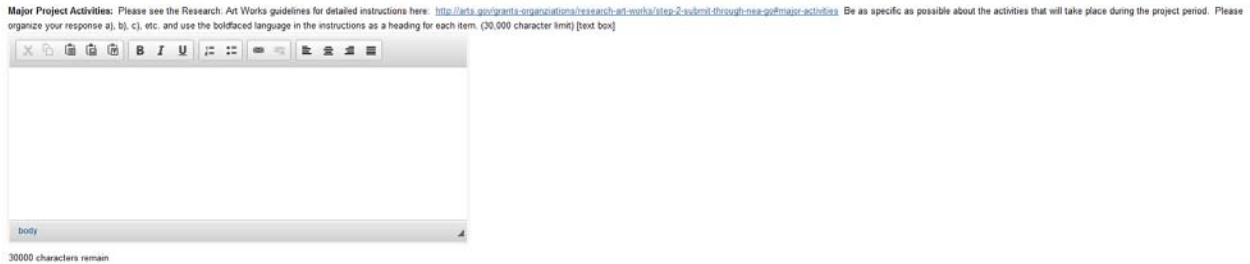 Major Project Activities: Please see the Research: Art Works guidelines for detailed instructions here: http://arts.gov/grants-organziations/research-art-works/step-2-submit-through-nea-go#major-activities Be as specific as possible about the activities that will take place during the project period. Please
organize your response a), b), c), etc. and use the boldfaced language in the instructions as a heading for each item. (30,000 character limit) [text box]
B I U
body
30000 characters remain